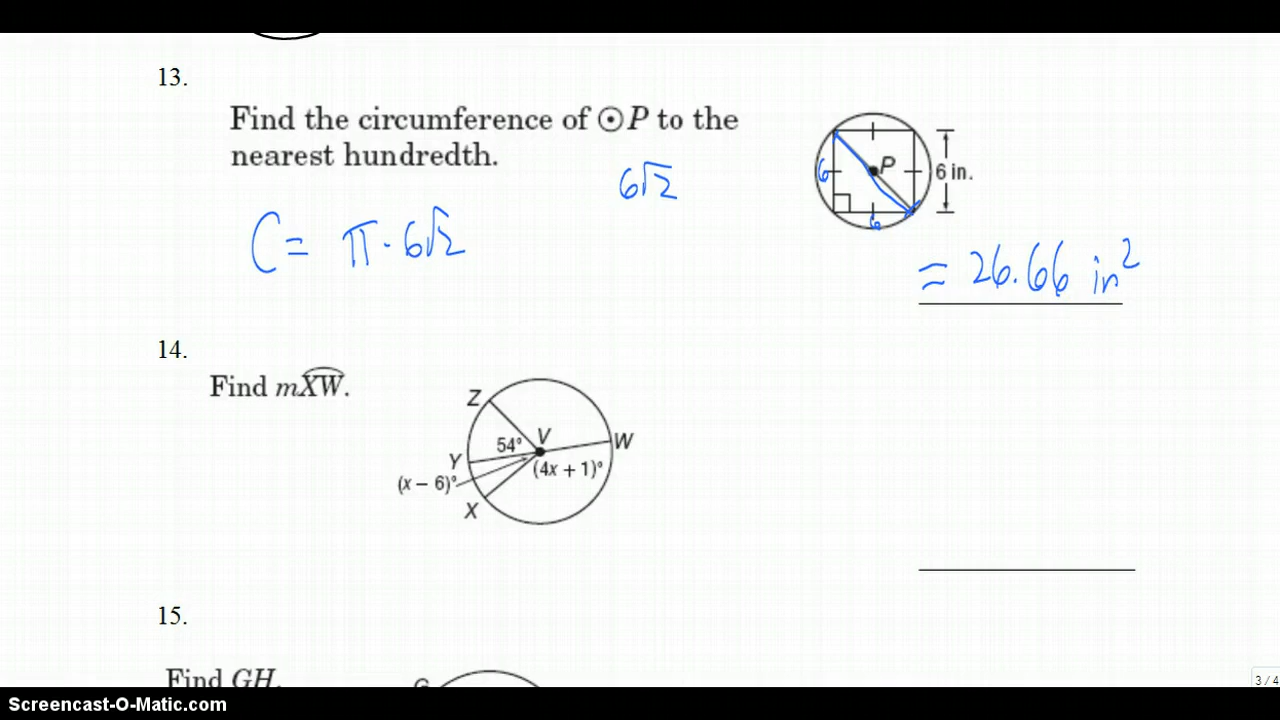 13.
Find the circumference of ⊙P to the
nearest hundredth.
6√2
C = π · 6√2
P
6
6 in.
6
= 26.66 in²
14.
Find mXW.
Z
54°
V
W
Y
(4x + 1)°
(x − 6)°
X
15.
Find GH.
G
3 / 4
Screencast-O-Matic.com